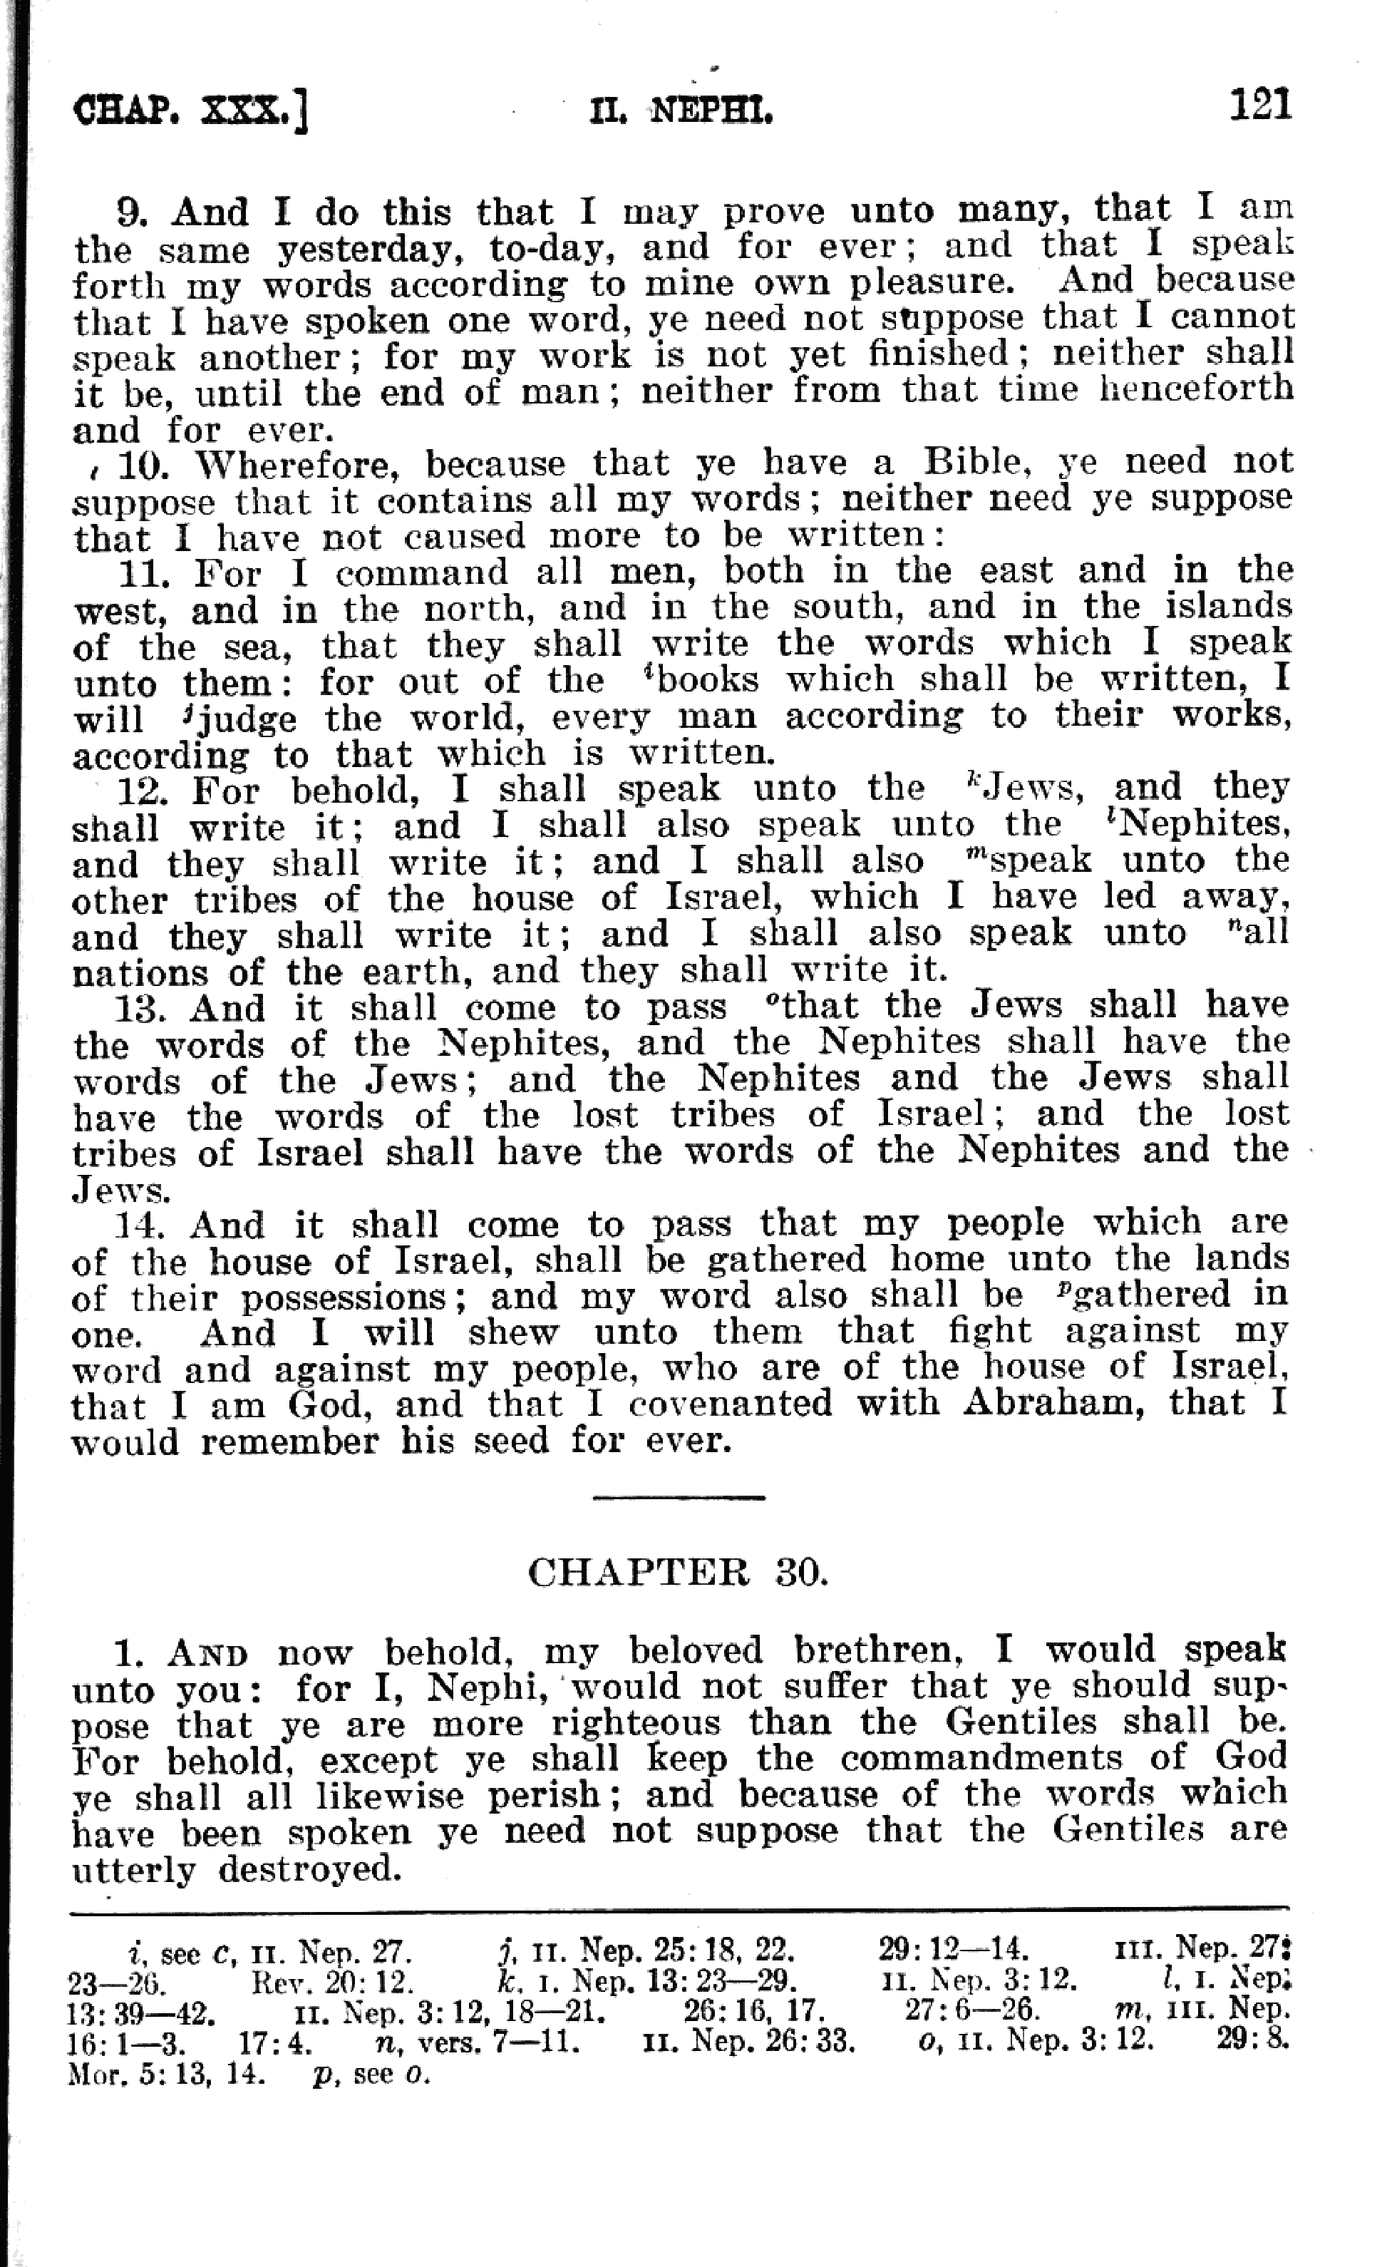 CHAP. XXX.] II. NEPHI. 121
9. And I do this that I may prove unto many, that I am
the same yesterday, to-day, and for ever; and that I speak
forth my words according to mine own pleasure. And because
that I have spoken one word, ye need not suppose that I cannot
speak another; for my work is not yet finished; neither shall
it be, until the end of man; neither from that time henceforth
and for ever.
10. Wherefore, because that ye have a Bible, ye need not
suppose that it contains all my words; neither need ye suppose
that I have not caused more to be written:
11. For I command all men, both in the east and in the
west, and in the north, and in the south, and in the islands
of the sea, that they shall write the words which I speak
unto them: for out of the ⁱbooks which shall be written, I
will ʲjudge the world, every man according to their works,
according to that which is written.
12. For behold, I shall speak unto the ᵏJews, and they
shall write it; and I shall also speak unto the ˡNephites,
and they shall write it; and I shall also ᵐspeak unto the
other tribes of the house of Israel, which I have led away,
and they shall write it; and I shall also speak unto ⁿall
nations of the earth, and they shall write it.
13. And it shall come to pass ᵒthat the Jews shall have
the words of the Nephites, and the Nephites shall have the
words of the Jews; and the Nephites and the Jews shall
have the words of the lost tribes of Israel; and the lost
tribes of Israel shall have the words of the Nephites and the
Jews.
14. And it shall come to pass that my people which are
of the house of Israel, shall be gathered home unto the lands
of their possessions; and my word also shall be ᵖgathered in
one. And I will shew unto them that fight against my
word and against my people, who are of the house of Israel,
that I am God, and that I covenanted with Abraham, that I
would remember his seed for ever.
CHAPTER 30.
1. AND now behold, my beloved brethren, I would speak
unto you: for I, Nephi, would not suffer that ye should sup-
pose that ye are more righteous than the Gentiles shall be.
For behold, except ye shall keep the commandments of God
ye shall all likewise perish; and because of the words which
have been spoken ye need not suppose that the Gentiles are
utterly destroyed.
i, see c, II. Nep. 27. j, II. Nep. 25:18, 22. 29:12—14. III. Nep. 27:
23—26. Rev. 20:12. k, I. Nep. 13:23—29. II. Nep. 3:12. l, I. Nep.
13:39—42. II. Nep. 3:12, 18—21. 26:16, 17. 27:6—26. m, III. Nep.
16:1—3. 17:4. n, vers. 7—11. II. Nep. 26:33. o, II. Nep. 3:12. 29:8.
Mor. 5:13, 14. p, see o.